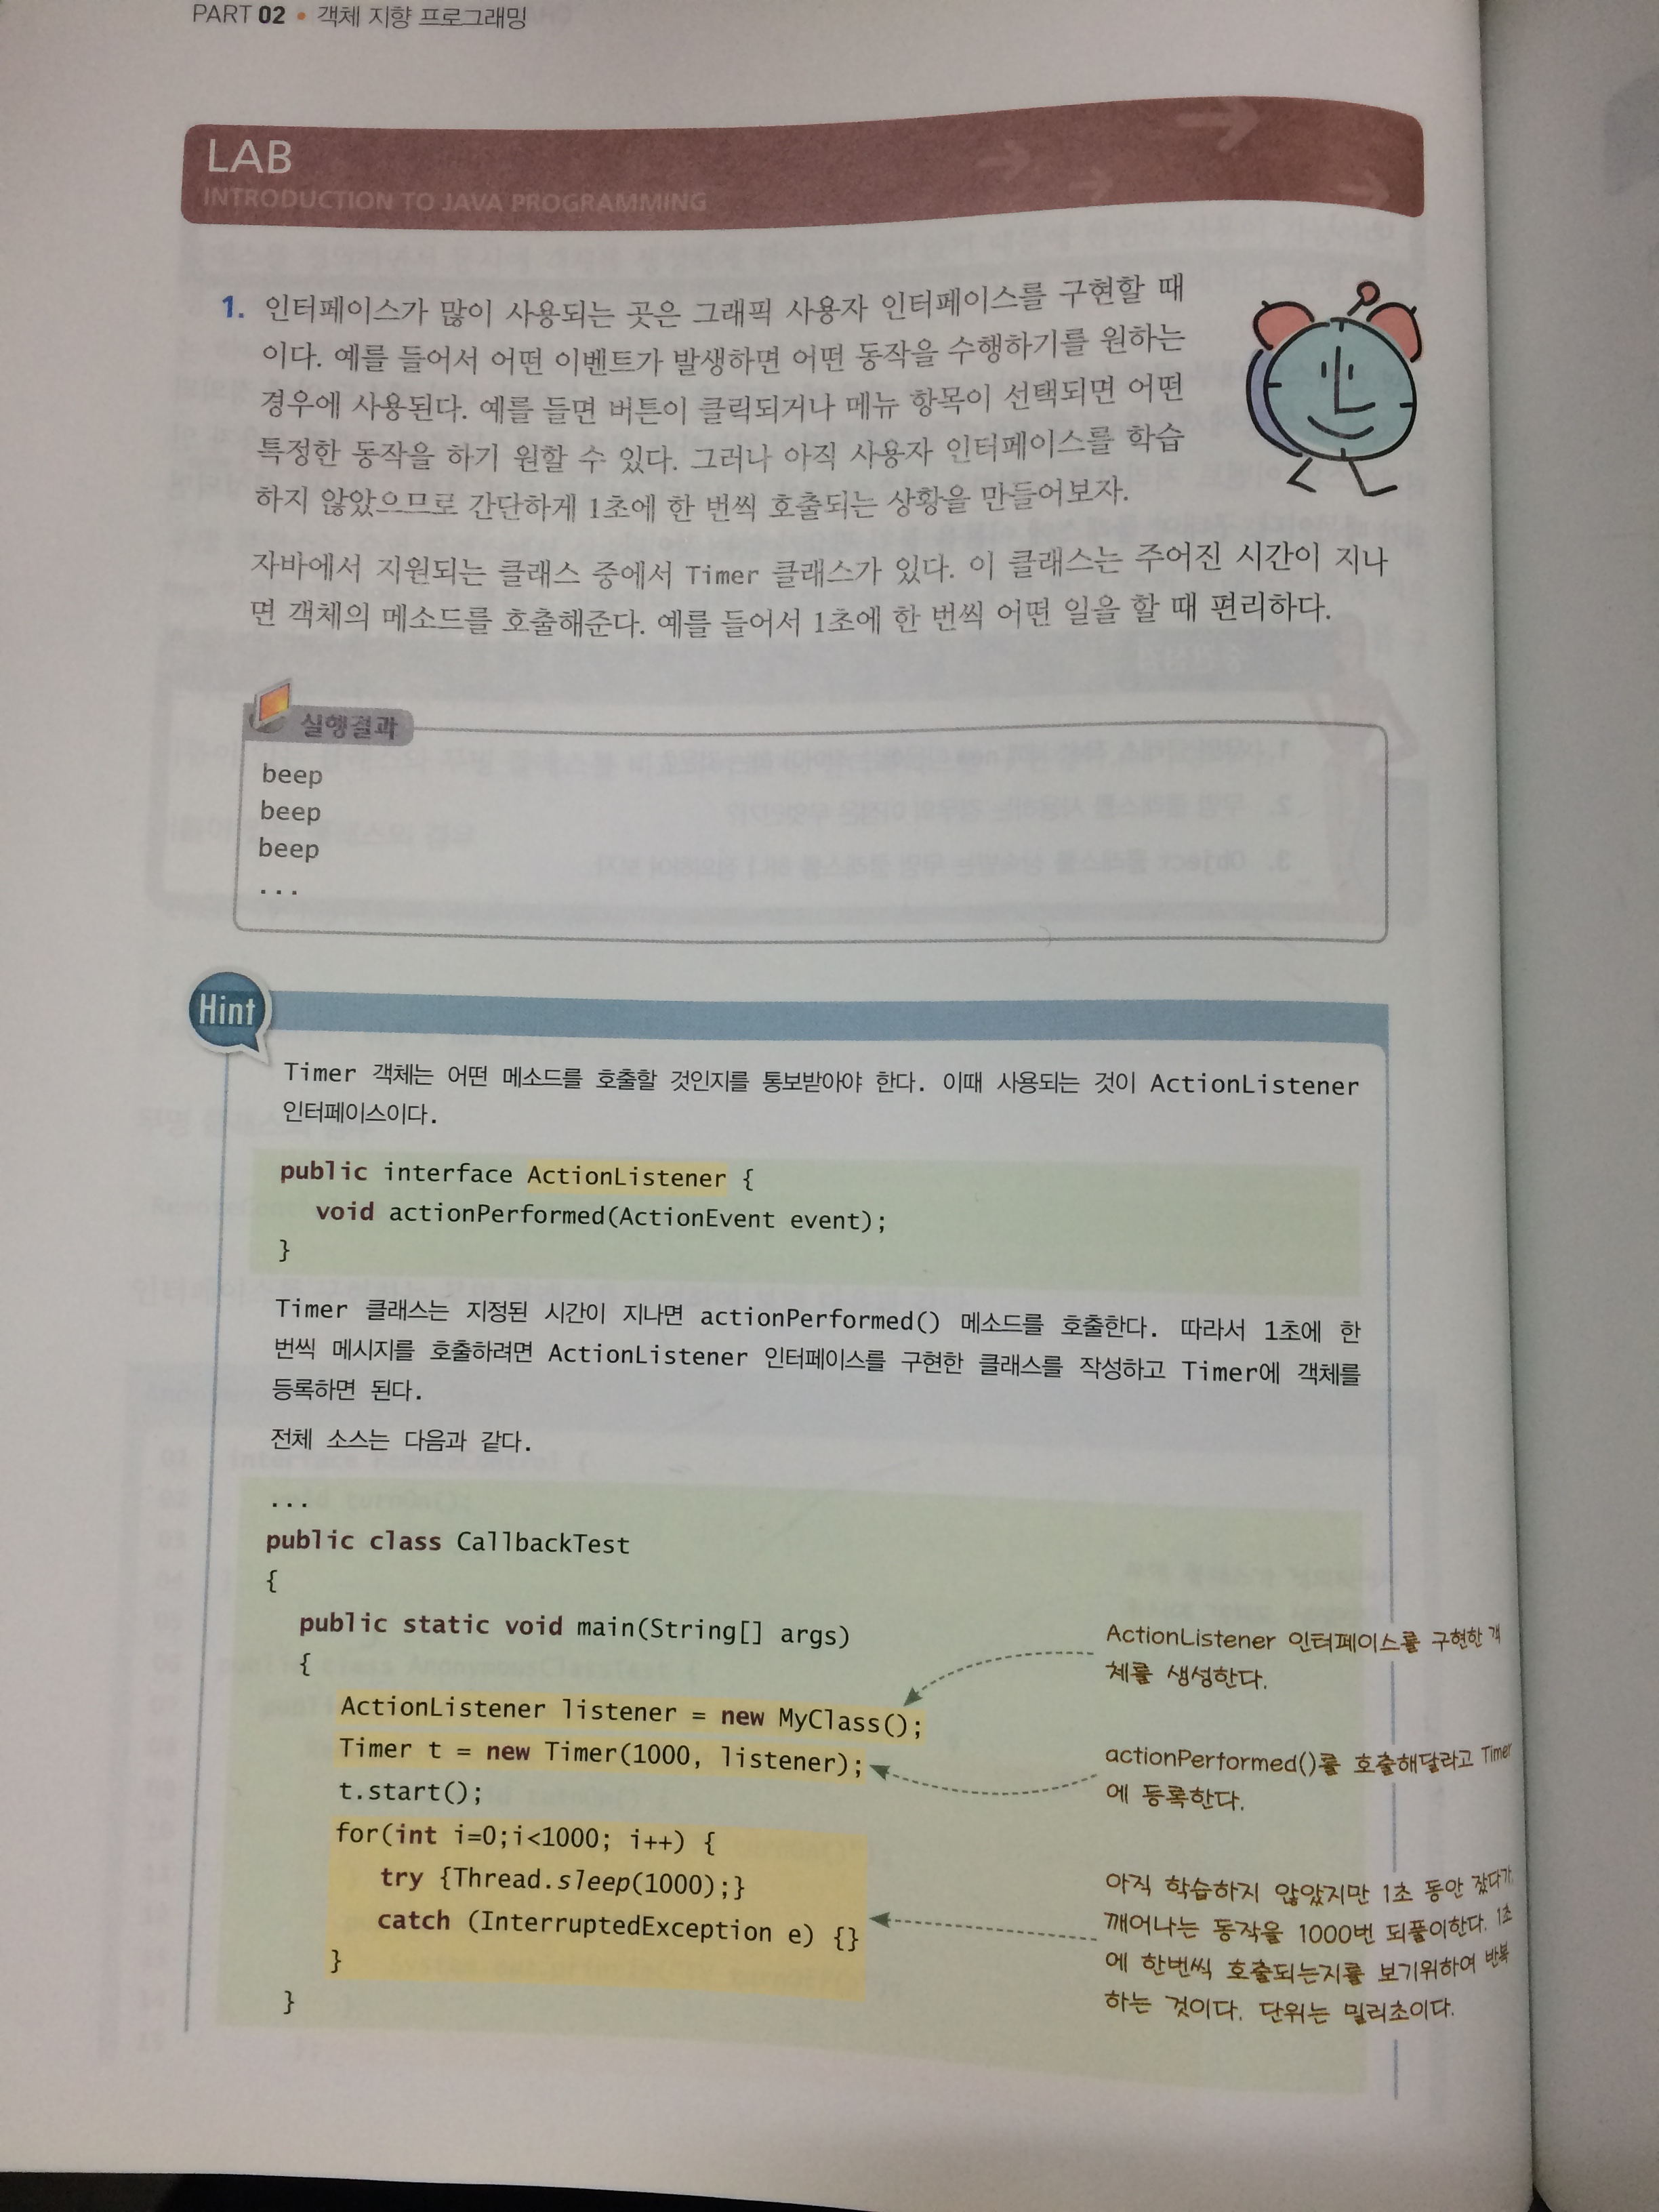 PART 02 • 객체 지향 프로그래밍
LAB
INTRODUCTION TO JAVA PROGRAMMING
1. 인터페이스가 많이 사용되는 곳은 그래픽 사용자 인터페이스를 구현할 때
이다. 예를 들어서 어떤 이벤트가 발생하면 어떤 동작을 수행하기를 원하는
경우에 사용된다. 예를 들면 버튼이 클릭되거나 메뉴 항목이 선택되면 어떤
특정한 동작을 하기 원할 수 있다. 그러나 아직 사용자 인터페이스를 학습
하지 않았으므로 간단하게 1초에 한 번씩 호출되는 상황을 만들어보자.
자바에서 지원되는 클래스 중에서 Timer 클래스가 있다. 이 클래스는 주어진 시간이 지나
면 객체의 메소드를 호출해준다. 예를 들어서 1초에 한 번씩 어떤 일을 할 때 편리하다.
실행결과
beep
beep
beep
...
Hint
Timer 객체는 어떤 메소드를 호출할 것인지를 통보받아야 한다. 이때 사용되는 것이 ActionListener
인터페이스이다.
public interface ActionListener {
void actionPerformed(ActionEvent event);
}
Timer 클래스는 지정된 시간이 지나면 actionPerformed() 메소드를 호출한다. 따라서 1초에 한
번씩 메시지를 호출하려면 ActionListener 인터페이스를 구현한 클래스를 작성하고 Timer에 객체를
등록하면 된다.
전체 소스는 다음과 같다.
...
public class CallbackTest
{
public static void main(String[] args)
{
ActionListener listener = new MyClass();
Timer t = new Timer(1000, listener);
t.start();
for(int i=0;i<1000; i++) {
try {Thread.sleep(1000);}
catch (InterruptedException e) {}
}
}
ActionListener 인터페이스를 구현한 객
체를 생성한다.
actionPerformed()를 호출해달라고 Timer
에 등록한다.
아직 학습하지 않았지만 1초 동안 잤다가
깨어나는 동작을 1000번 되풀이한다. 1초
에 한번씩 호출되는지를 보기위하여 반복
하는 것이다. 단위는 밀리초이다.